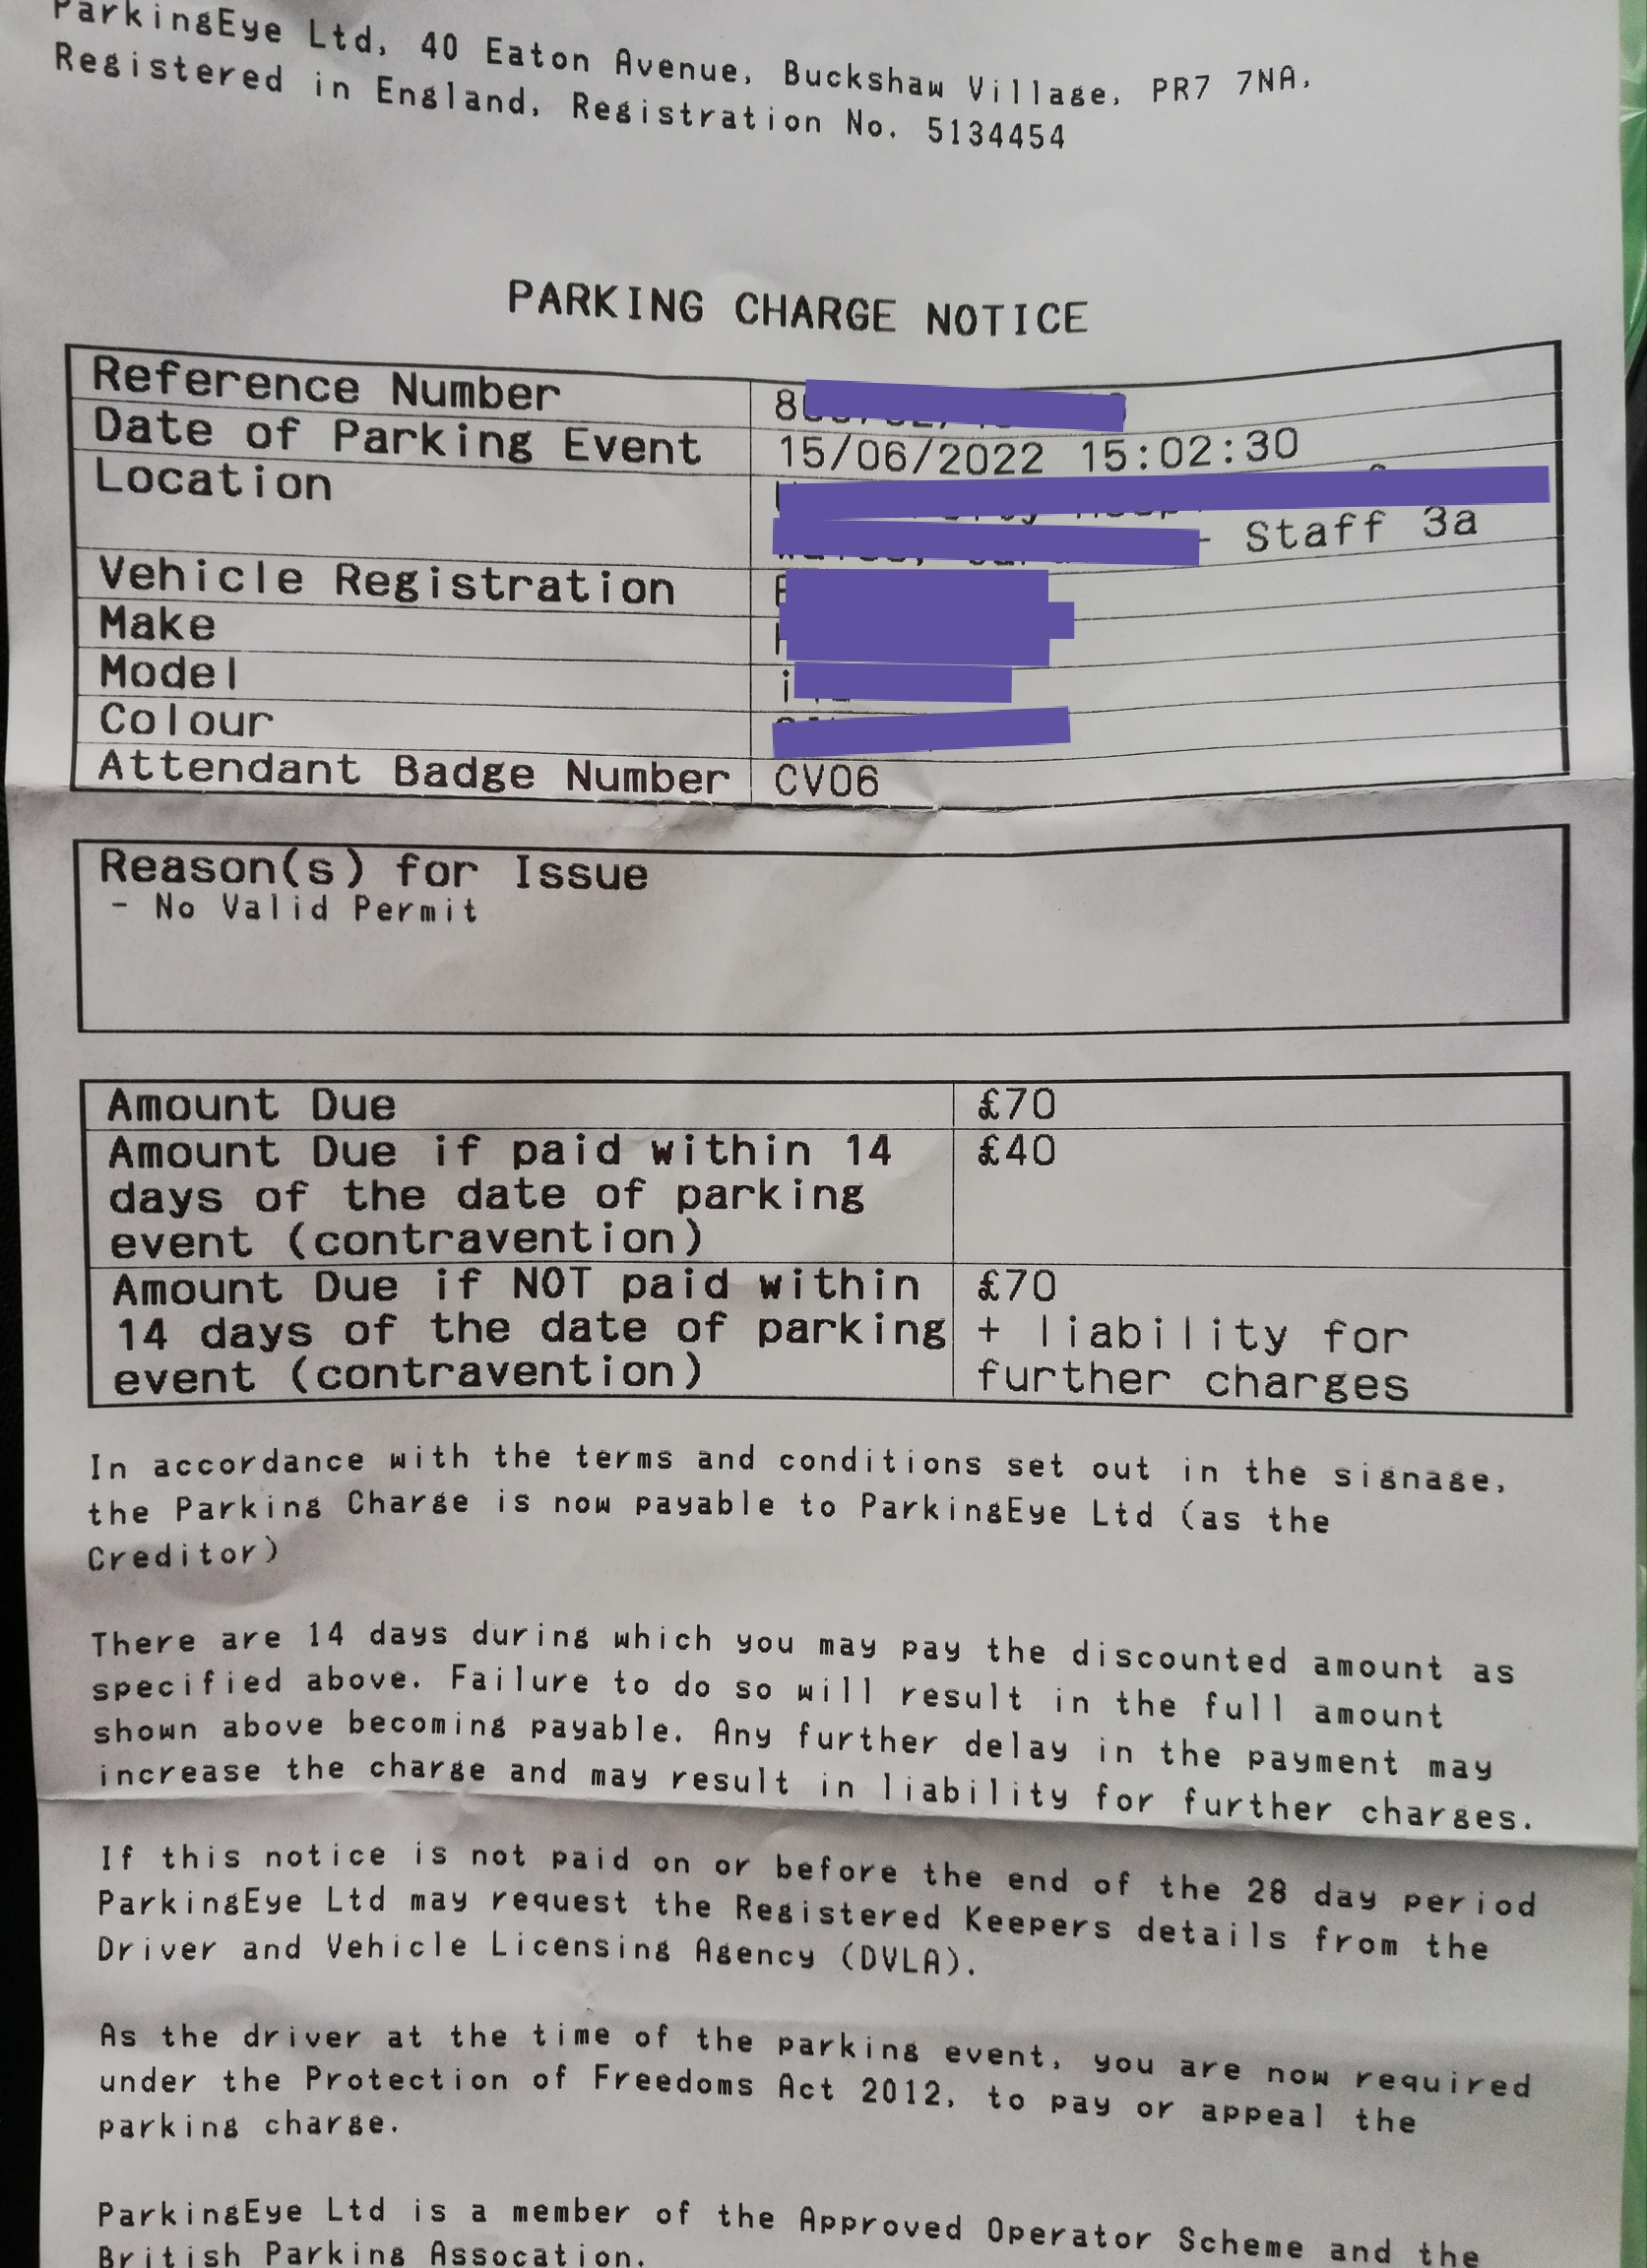 ParkingEye Ltd, 40 Eaton Avenue, Buckshaw Village, PR7 7NA.
Registered in England, Registration No. 5134454
PARKING CHARGE NOTICE
Reference Number 8
Date of Parking Event 15/06/2022 15:02:30
Location
- Staff 3a
Vehicle Registration
Make
Model i
Colour
Attendant Badge Number CV06
Reason(s) for Issue
- No Valid Permit
Amount Due £70
Amount Due if paid within 14 £40
days of the date of parking
event (contravention)
Amount Due if NOT paid within £70
14 days of the date of parking + liability for
event (contravention) further charges
In accordance with the terms and conditions set out in the signage,
the Parking Charge is now payable to ParkingEye Ltd (as the
Creditor)
There are 14 days during which you may pay the discounted amount as
specified above. Failure to do so will result in the full amount
shown above becoming payable. Any further delay in the payment may
increase the charge and may result in liability for further charges.
If this notice is not paid on or before the end of the 28 day period
ParkingEye Ltd may request the Registered Keepers details from the
Driver and Vehicle Licensing Agency (DVLA).
As the driver at the time of the parking event, you are now required
under the Protection of Freedoms Act 2012, to pay or appeal the
parking charge.
ParkingEye Ltd is a member of the Approved Operator Scheme and the
British Parking Assocation.